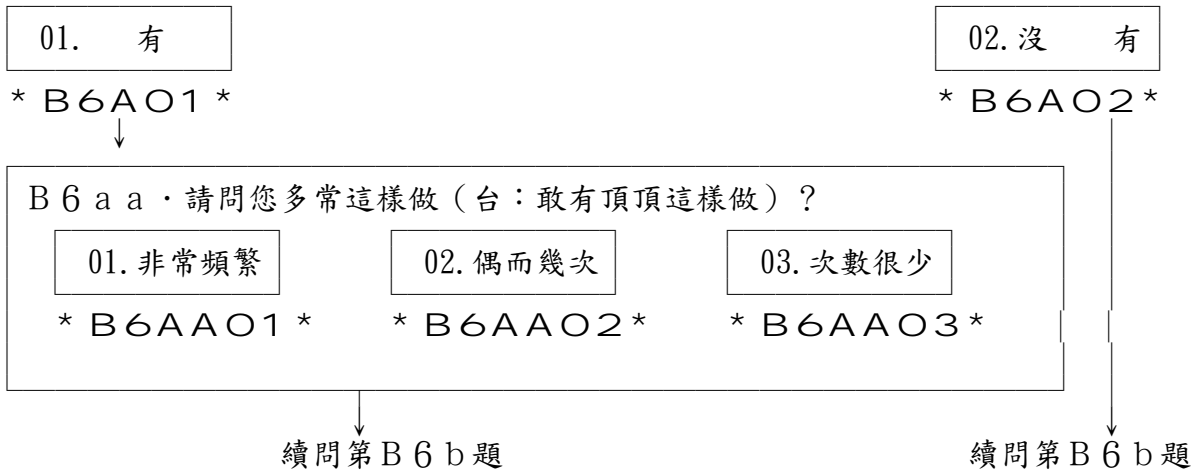 01.　有　02.沒　有
*B6A01*　*B6A02*
B6aa．請問您多常這樣做（台：敢有頂頂這樣做）？
01.非常頻繁　02.偶而幾次　03.次數很少
*B6AA01*　*B6AA02*　*B6AA03*
續問第B6b題　續問第B6b題